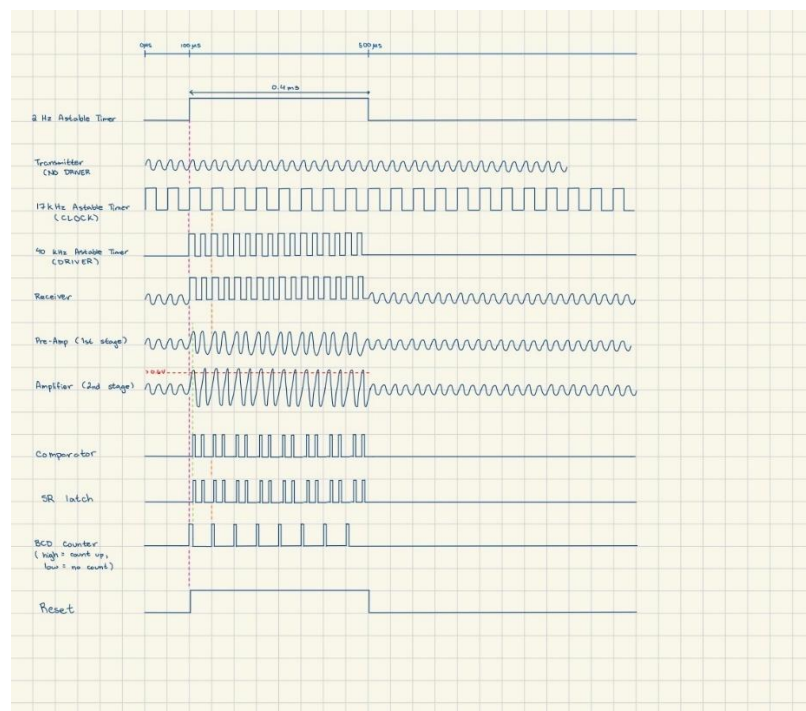 0μs 100μs 500μs
0.4ms
2 Hz Astable Timer
Transmitter
(NO DRIVER
17kHz Astable Timer
(CLOCK)
40 kHz Astable Timer
(DRIVER)
Receiver
Pre-Amp (1st stage)
Amplifier (2nd stage)
Comparator
SR latch
BCD Counter
(high = count up,
low = no count)
Reset